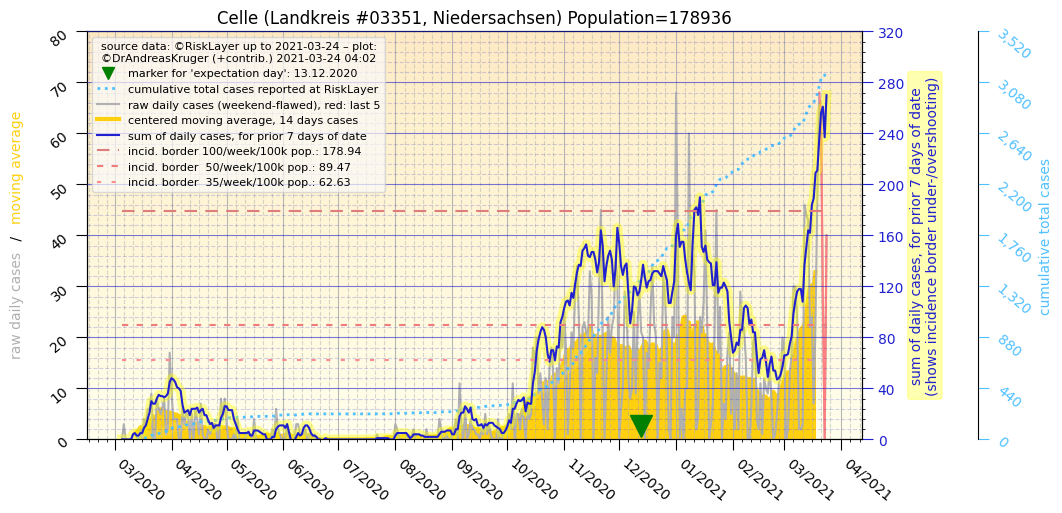 Celle (Landkreis #03351, Niedersachsen) Population=178936
source data: ©RiskLayer up to 2021-03-24 – plot:
©DrAndreasKruger (+contrib.) 2021-03-24 04:02
marker for 'expectation day': 13.12.2020
cumulative total cases reported at RiskLayer
raw daily cases (weekend-flawed), red: last 5
centered moving average, 14 days cases
sum of daily cases, for prior 7 days of date
incid. border 100/week/100k pop.: 178.94
incid. border  50/week/100k pop.: 89.47
incid. border  35/week/100k pop.: 62.63
raw daily cases / moving average
80
70
60
50
40
30
20
10
0
320
280
240
200
160
120
80
40
0
sum of daily cases, for prior 7 days of date
(shows incidence border under-/overshooting)
3,520
3,080
2,640
2,200
1,760
1,320
880
440
0
cumulative total cases
03/2020
04/2020
05/2020
06/2020
07/2020
08/2020
09/2020
10/2020
11/2020
12/2020
01/2021
02/2021
03/2021
04/2021